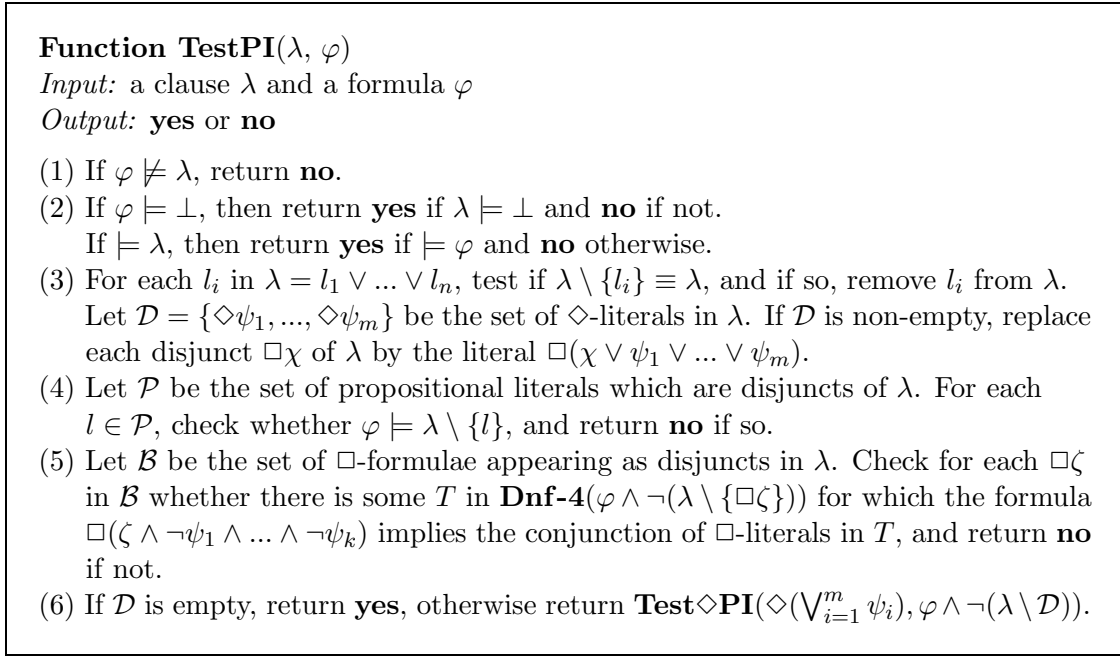 Function TestPI(λ, φ)
Input: a clause λ and a formula φ
Output: yes or no
(1) If φ ⊭ λ, return no.
(2) If φ ⊨ ⊥, then return yes if λ ⊨ ⊥ and no if not.
If ⊨ λ, then return yes if ⊨ φ and no otherwise.
(3) For each l_i in λ = l_1 ∨ ... ∨ l_n, test if λ \ {l_i} ≡ λ, and if so, remove l_i from λ.
Let 𝒟 = {◇ψ_1, ..., ◇ψ_m} be the set of ◇-literals in λ. If 𝒟 is non-empty, replace
each disjunct □χ of λ by the literal □(χ ∨ ψ_1 ∨ ... ∨ ψ_m).
(4) Let 𝒫 be the set of propositional literals which are disjuncts of λ. For each
l ∈ 𝒫, check whether φ ⊨ λ \ {l}, and return no if so.
(5) Let ℬ be the set of □-formulae appearing as disjuncts in λ. Check for each □ζ
in ℬ whether there is some T in Dnf-4(φ ∧ ¬(λ \ {□ζ})) for which the formula
□(ζ ∧ ¬ψ_1 ∧ ... ∧ ¬ψ_k) implies the conjunction of □-literals in T, and return no
if not.
(6) If 𝒟 is empty, return yes, otherwise return Test◇PI(◇(⋁_{i=1}^m ψ_i), φ ∧ ¬(λ \ 𝒟)).